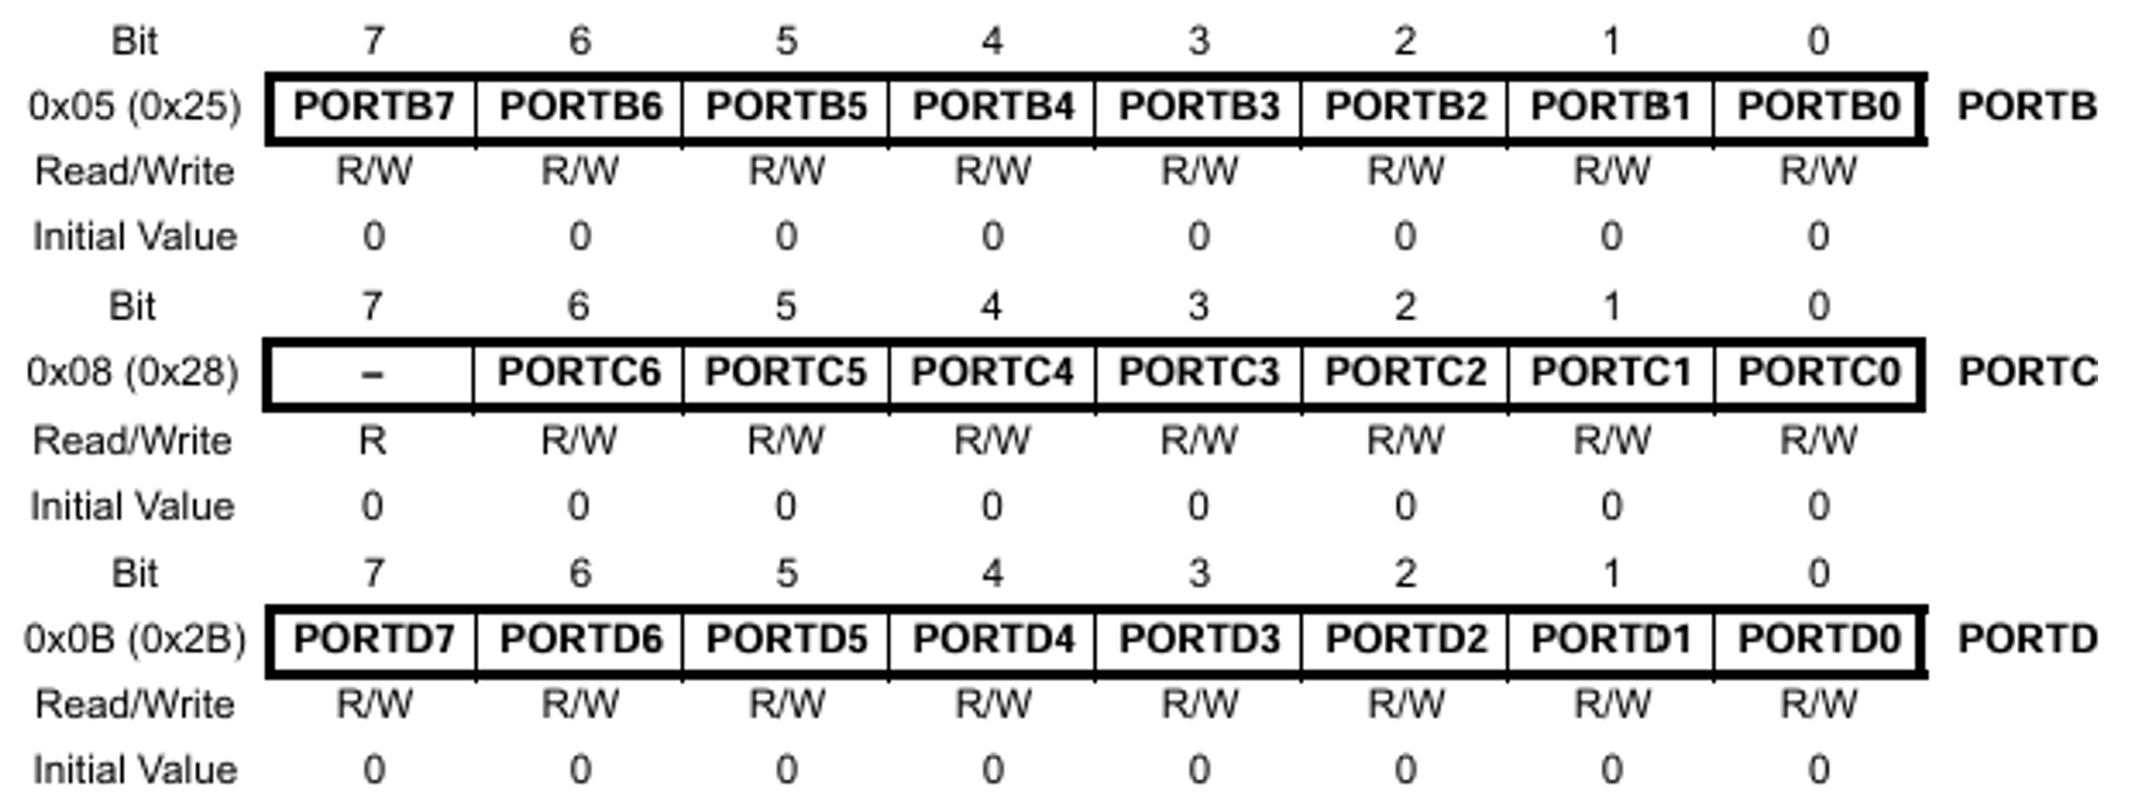 Bit 7 6 5 4 3 2 1 0
0x05 (0x25) PORTB7 PORTB6 PORTB5 PORTB4 PORTB3 PORTB2 PORTB1 PORTB0 PORTB
Read/Write R/W R/W R/W R/W R/W R/W R/W R/W
Initial Value 0 0 0 0 0 0 0 0
Bit 7 6 5 4 3 2 1 0
0x08 (0x28) – PORTC6 PORTC5 PORTC4 PORTC3 PORTC2 PORTC1 PORTC0 PORTC
Read/Write R R/W R/W R/W R/W R/W R/W R/W
Initial Value 0 0 0 0 0 0 0 0
Bit 7 6 5 4 3 2 1 0
0x0B (0x2B) PORTD7 PORTD6 PORTD5 PORTD4 PORTD3 PORTD2 PORTD1 PORTD0 PORTD
Read/Write R/W R/W R/W R/W R/W R/W R/W R/W
Initial Value 0 0 0 0 0 0 0 0